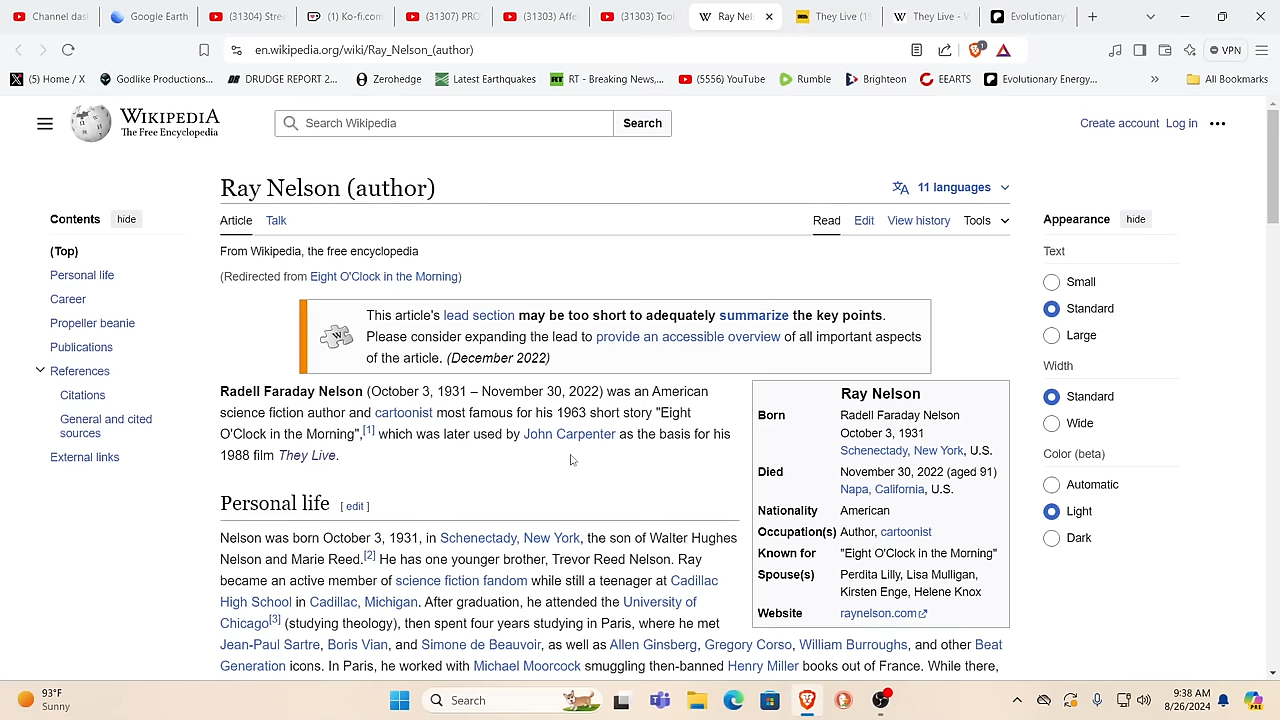 Channel das
Google Earth
(31304) Stre
(1) Ko-fi.com
(31303) PRO
(31303) Affe
(31303) Tool
Ray Nel
They Live (19
They Live - W
Evolutionary
en.wikipedia.org/wiki/Ray_Nelson_(author)
1
VPN
(5) Home / X
Godlike Productions...
DRUDGE REPORT 2...
Zerohedge
Latest Earthquakes
RT - Breaking News,...
(5556) YouTube
Rumble
Brighteon
EEARTS
Evolutionary Energy...
All Bookmarks
WIKIPEDIA
The Free Encyclopedia
Search Wikipedia
Search
Create account
Log in
Ray Nelson (author)
11 languages
Article
Talk
Read
Edit
View history
Tools
From Wikipedia, the free encyclopedia
(Redirected from Eight O'Clock in the Morning)
Contents
hide
(Top)
Personal life
Career
Propeller beanie
Publications
References
Citations
General and cited
sources
External links
This article's lead section may be too short to adequately summarize the key points.
Please consider expanding the lead to provide an accessible overview of all important aspects
of the article. (December 2022)
Radell Faraday Nelson (October 3, 1931 – November 30, 2022) was an American
science fiction author and cartoonist most famous for his 1963 short story "Eight
O'Clock in the Morning",[1] which was later used by John Carpenter as the basis for his
1988 film They Live.
Ray Nelson
Born Radell Faraday Nelson
October 3, 1931
Schenectady, New York, U.S.
Died November 30, 2022 (aged 91)
Napa, California, U.S.
Nationality American
Occupation(s) Author, cartoonist
Known for "Eight O'Clock in the Morning"
Spouse(s) Perdita Lilly, Lisa Mulligan,
Kirsten Enge, Helene Knox
Website raynelson.com
Personal life [ edit ]
Nelson was born October 3, 1931, in Schenectady, New York, the son of Walter Hughes
Nelson and Marie Reed.[2] He has one younger brother, Trevor Reed Nelson. Ray
became an active member of science fiction fandom while still a teenager at Cadillac
High School in Cadillac, Michigan. After graduation, he attended the University of
Chicago[3] (studying theology), then spent four years studying in Paris, where he met
Jean-Paul Sartre, Boris Vian, and Simone de Beauvoir, as well as Allen Ginsberg, Gregory Corso, William Burroughs, and other Beat
Generation icons. In Paris, he worked with Michael Moorcock smuggling then-banned Henry Miller books out of France. While there,
Appearance
hide
Text
Small
Standard
Large
Width
Standard
Wide
Color (beta)
Automatic
Light
Dark
93°F
Sunny
Search
9:38 AM
8/26/2024